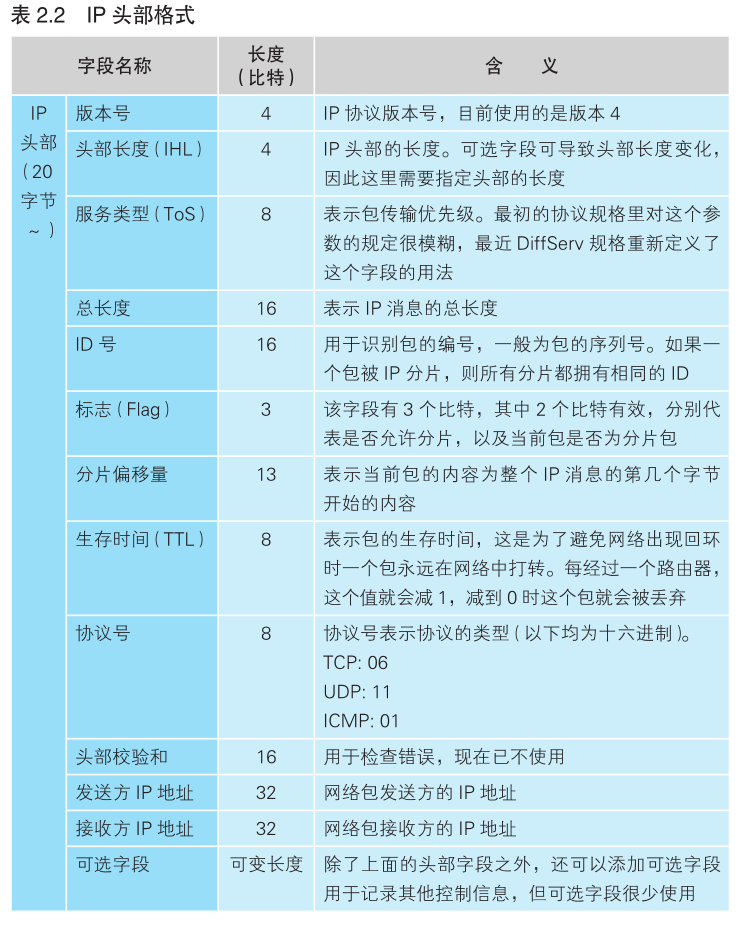 表 2.2 IP 头部格式
字段名称
长度
（比特）
含 义
IP
头部
（20
字节
～ ）
版本号
4
IP 协议版本号，目前使用的是版本 4
头部长度（IHL）
4
IP 头部的长度。可选字段可导致头部长度变化，
因此这里需要指定头部的长度
服务类型（ToS）
8
表示包传输优先级。最初的协议规格里对这个参
数的规定很模糊，最近 DiffServ 规格重新定义了
这个字段的用法
总长度
16
表示 IP 消息的总长度
ID 号
16
用于识别包的编号，一般为包的序列号。如果一
个包被 IP 分片，则所有分片都拥有相同的 ID
标志（Flag）
3
该字段有 3 个比特，其中 2 个比特有效，分别代
表是否允许分片，以及当前包是否为分片包
分片偏移量
13
表示当前包的内容为整个 IP 消息的第几个字节
开始的内容
生存时间（TTL）
8
表示包的生存时间，这是为了避免网络出现回环
时一个包永远在网络中打转。每经过一个路由器，
这个值就会减 1，减到 0 时这个包就会被丢弃
协议号
8
协议号表示协议的类型（以下均为十六进制）。
TCP: 06
UDP: 11
ICMP: 01
头部校验和
16
用于检查错误，现在已不使用
发送方 IP 地址
32
网络包发送方的 IP 地址
接收方 IP 地址
32
网络包接收方的 IP 地址
可选字段
可变长度
除了上面的头部字段之外，还可以添加可选字段
用于记录其他控制信息，但可选字段很少使用